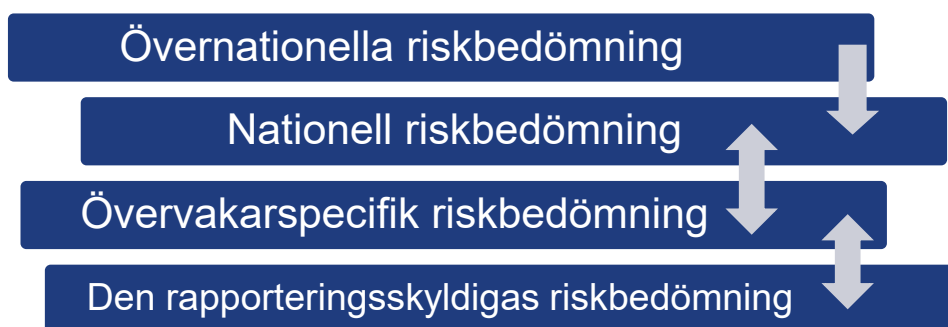 Övernationella riskbedömning
Nationell riskbedömning
Övervakarspecifik riskbedömning
Den rapporteringsskyldigas riskbedömning